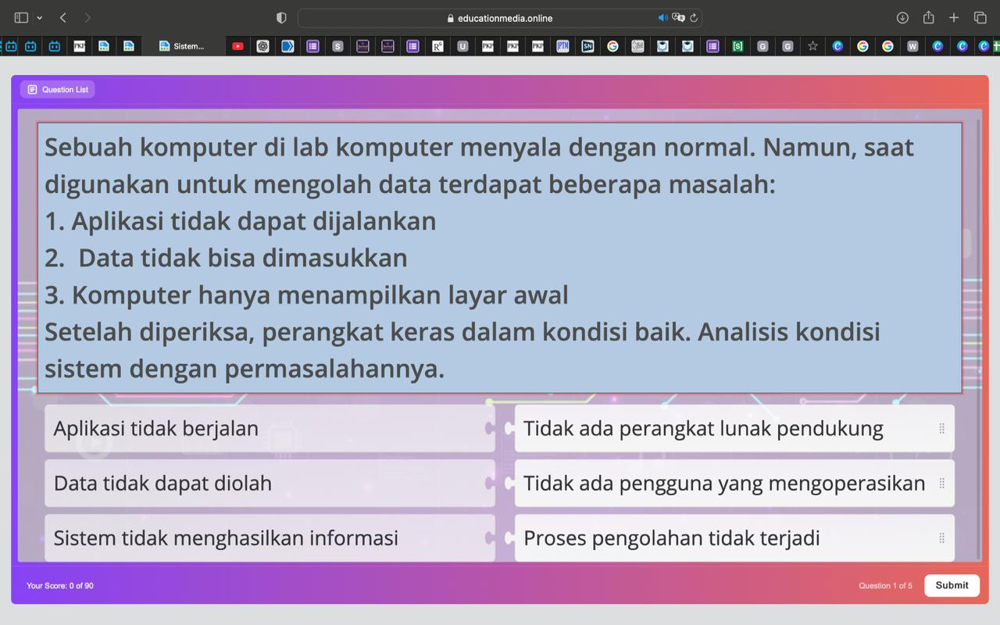 educationmedia.online
Sistem...
Question List
Sebuah komputer di lab komputer menyala dengan normal. Namun, saat
digunakan untuk mengolah data terdapat beberapa masalah:
1. Aplikasi tidak dapat dijalankan
2. Data tidak bisa dimasukkan
3. Komputer hanya menampilkan layar awal
Setelah diperiksa, perangkat keras dalam kondisi baik. Analisis kondisi
sistem dengan permasalahannya.
Aplikasi tidak berjalan
Tidak ada perangkat lunak pendukung
Data tidak dapat diolah
Tidak ada pengguna yang mengoperasikan
Sistem tidak menghasilkan informasi
Proses pengolahan tidak terjadi
Your Score: 0 of 90
Question 1 of 5
Submit